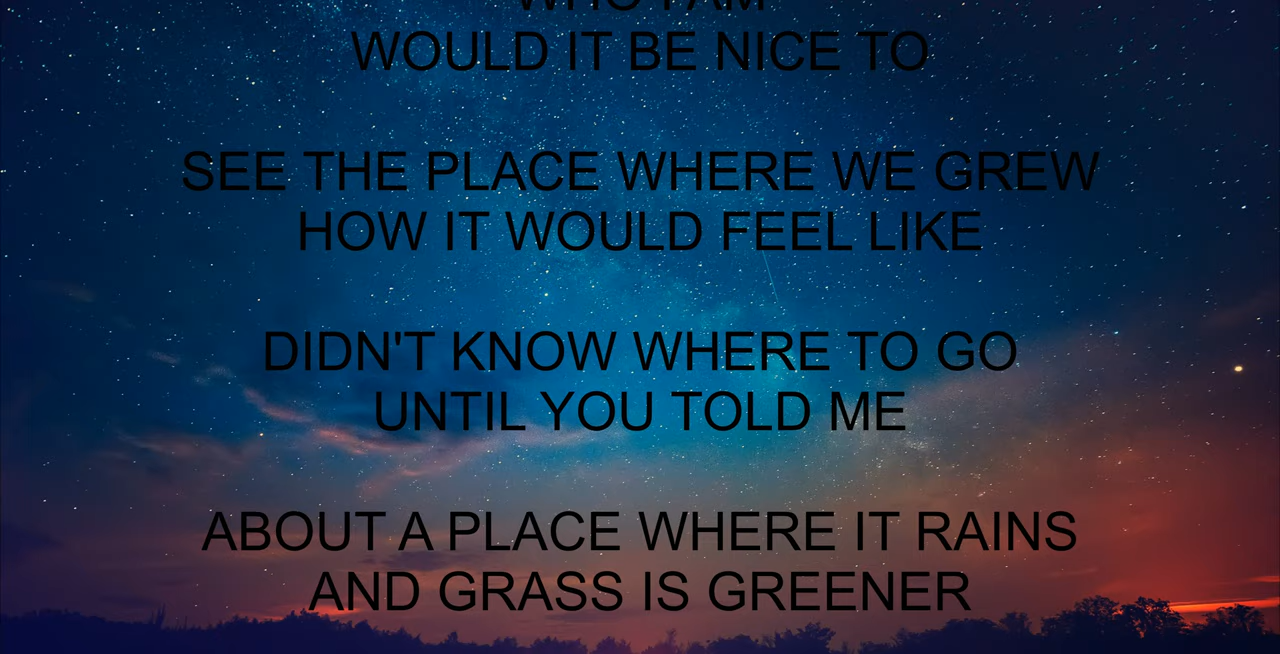 WHO I AM
WOULD IT BE NICE TO
SEE THE PLACE WHERE WE GREW
HOW IT WOULD FEEL LIKE
DIDN'T KNOW WHERE TO GO
UNTIL YOU TOLD ME
ABOUT A PLACE WHERE IT RAINS
AND GRASS IS GREENER